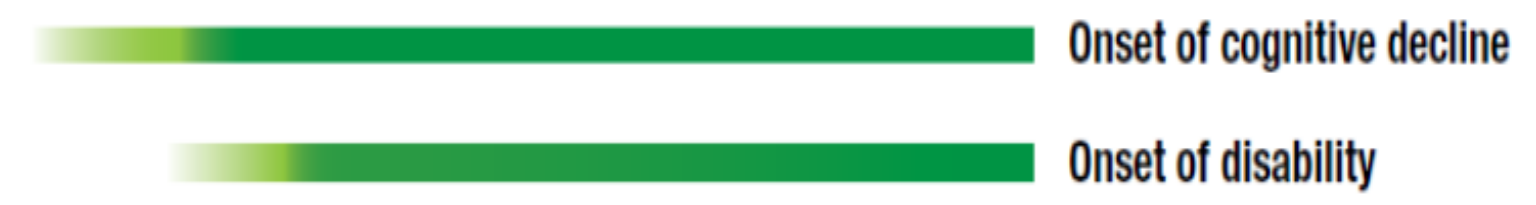 Onset of cognitive decline
Onset of disability